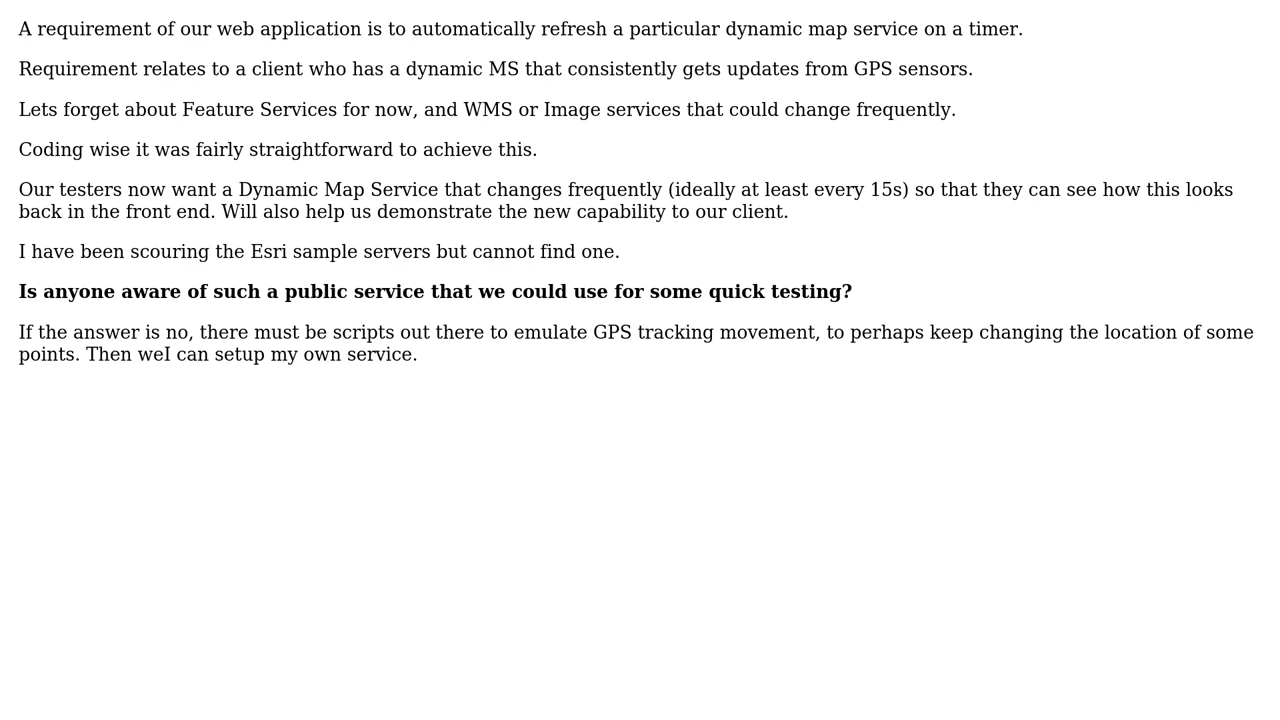 A requirement of our web application is to automatically refresh a particular dynamic map service on a timer.
Requirement relates to a client who has a dynamic MS that consistently gets updates from GPS sensors.
Lets forget about Feature Services for now, and WMS or Image services that could change frequently.
Coding wise it was fairly straightforward to achieve this.
Our testers now want a Dynamic Map Service that changes frequently (ideally at least every 15s) so that they can see how this looks
back in the front end. Will also help us demonstrate the new capability to our client.
I have been scouring the Esri sample servers but cannot find one.
Is anyone aware of such a public service that we could use for some quick testing?
If the answer is no, there must be scripts out there to emulate GPS tracking movement, to perhaps keep changing the location of some
points. Then weI can setup my own service.